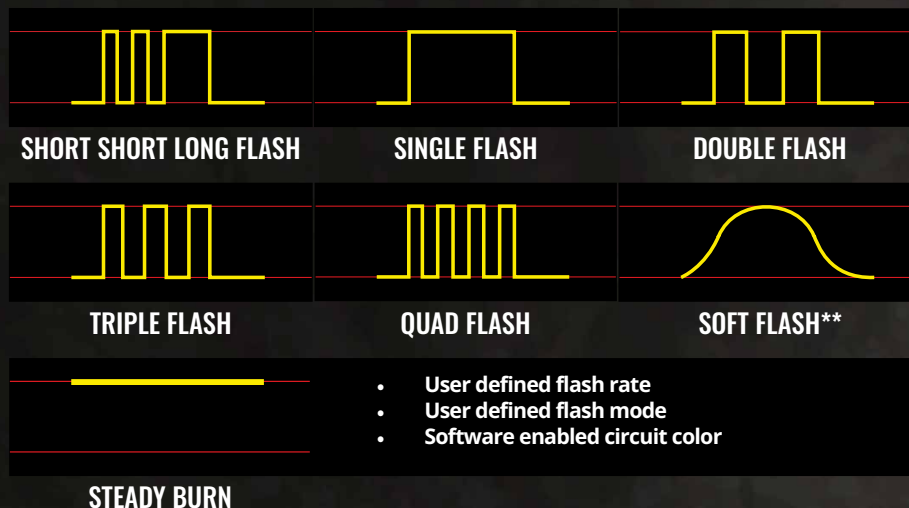 SHORT SHORT LONG FLASH
SINGLE FLASH
DOUBLE FLASH
TRIPLE FLASH
QUAD FLASH
SOFT FLASH**
• User defined flash rate
• User defined flash mode
• Software enabled circuit color
STEADY BURN